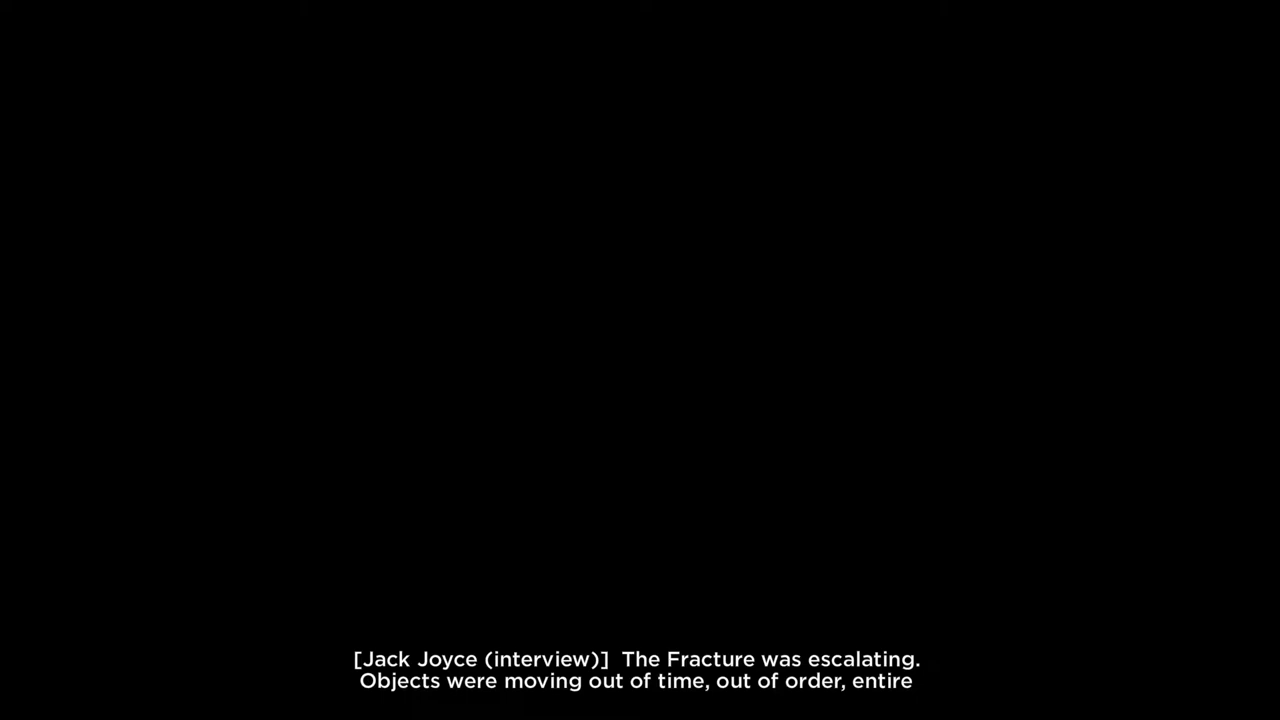 [Jack Joyce (interview)]  The Fracture was escalating.
Objects were moving out of time, out of order, entire